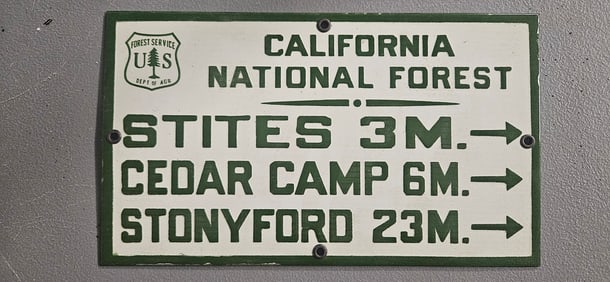 FOREST SERVICE
U S
DEPT OF AGR.
CALIFORNIA
NATIONAL FOREST
STITES 3M.
CEDAR CAMP 6M.
STONYFORD 23M.